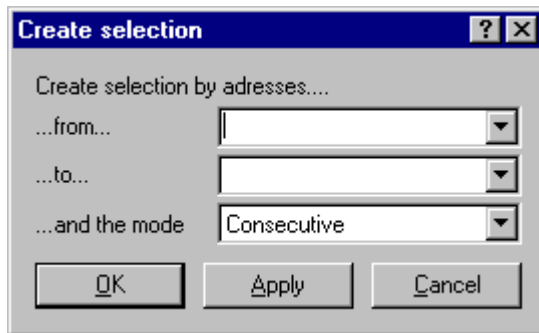 Create selection
Create selection by adresses....
...from...
...to...
...and the mode Consecutive
OK Apply Cancel